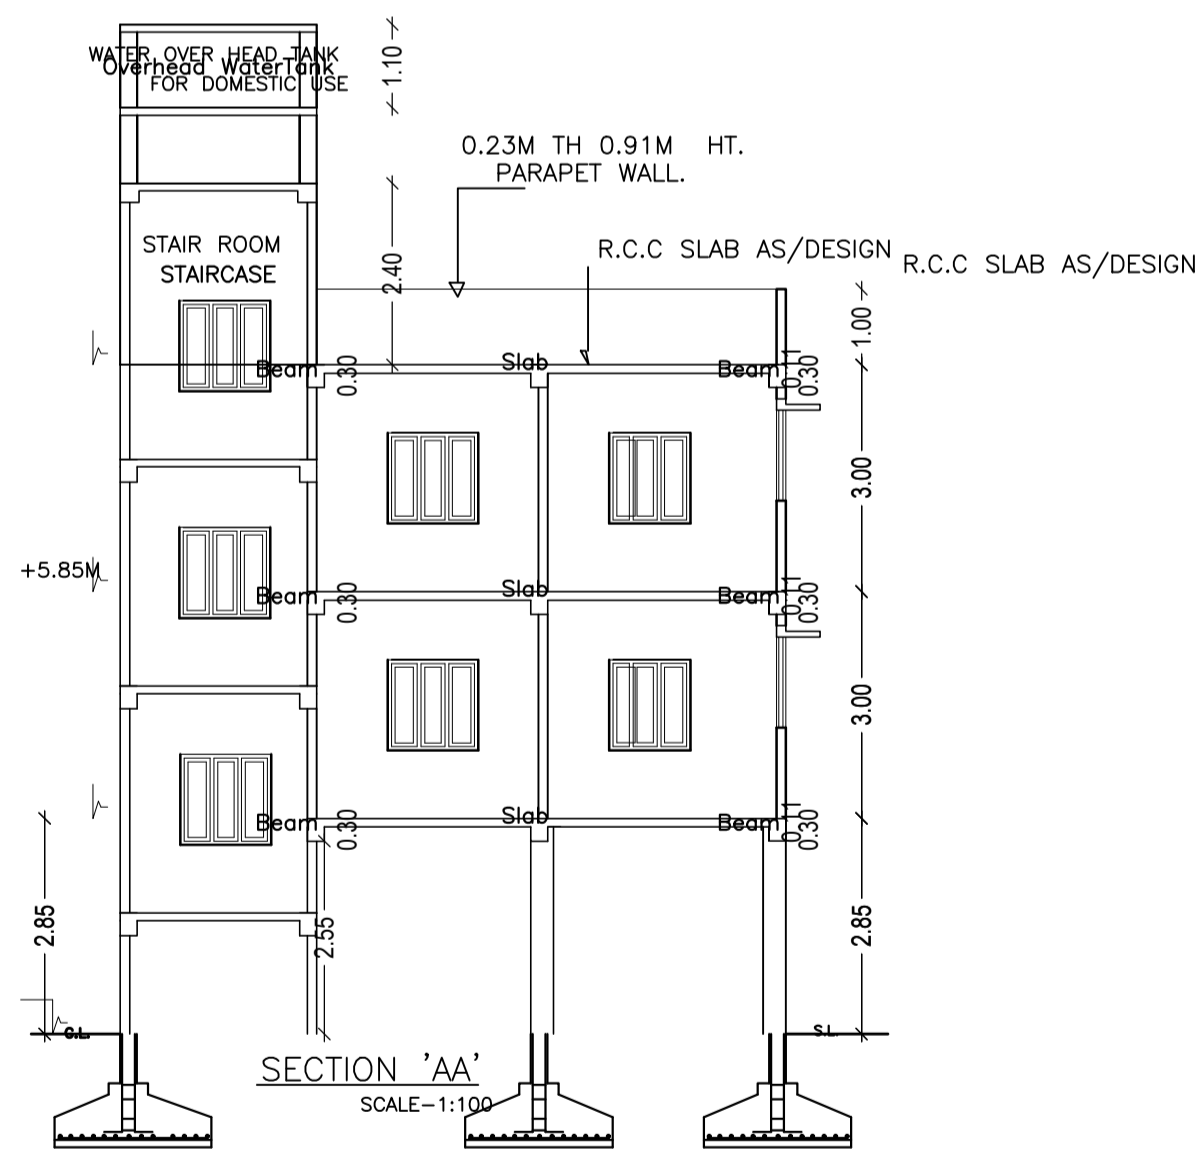 WATER OVER HEAD TANK
Overhead WaterTank
FOR DOMESTIC USE
1.10
0.23M TH 0.91M HT.
PARAPET WALL.
STAIR ROOM
STAIRCASE
2.40
R.C.C SLAB AS/DESIGN
R.C.C SLAB AS/DESIGN
1.00
Beam
0.30
Slab
Beam
0.11
0.30
3.00
+5.85M
Beam
0.30
Slab
Beam
0.11
0.30
3.00
Beam
0.30
Slab
Beam
0.11
0.30
2.85
2.55
2.85
G.L.
S.L.
SECTION 'AA'
SCALE-1:100